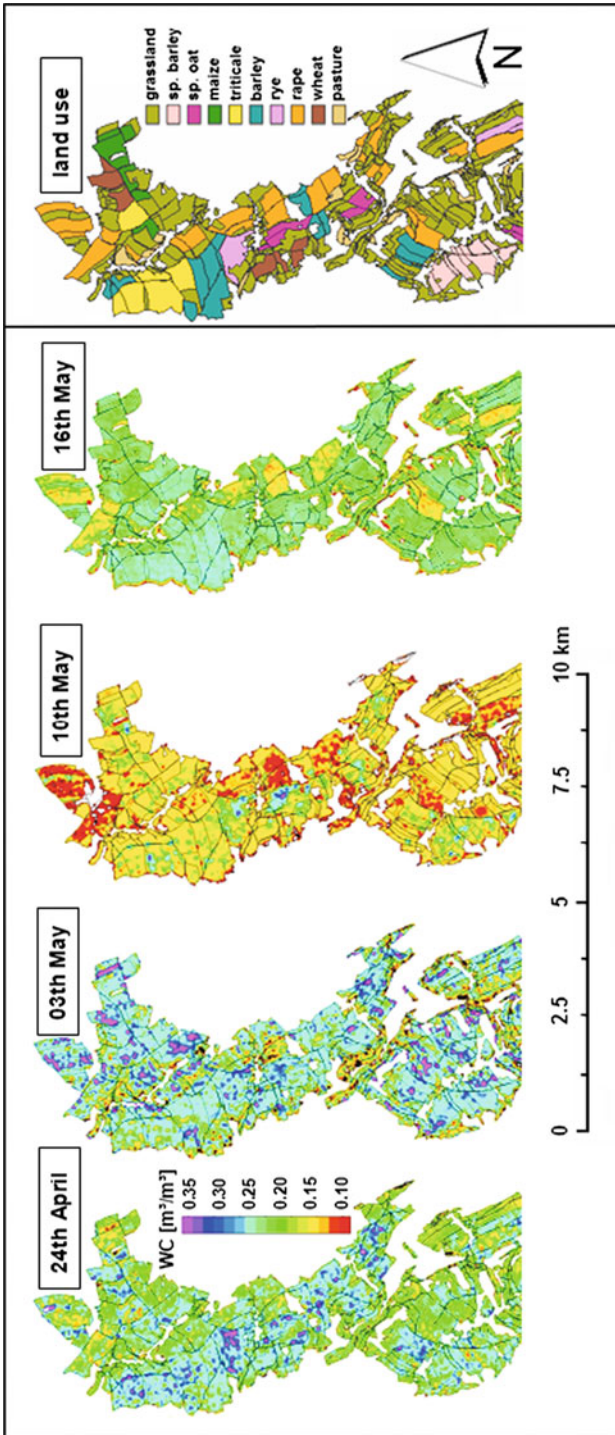 24th April
03th May
10th May
16th May
land use
WC [m³/m³]
0.35
0.30
0.25
0.20
0.15
0.10
0
2.5
5
7.5
10 km
grassland
sp. barley
sp. oat
maize
triticale
barley
rye
rape
wheat
pasture
N